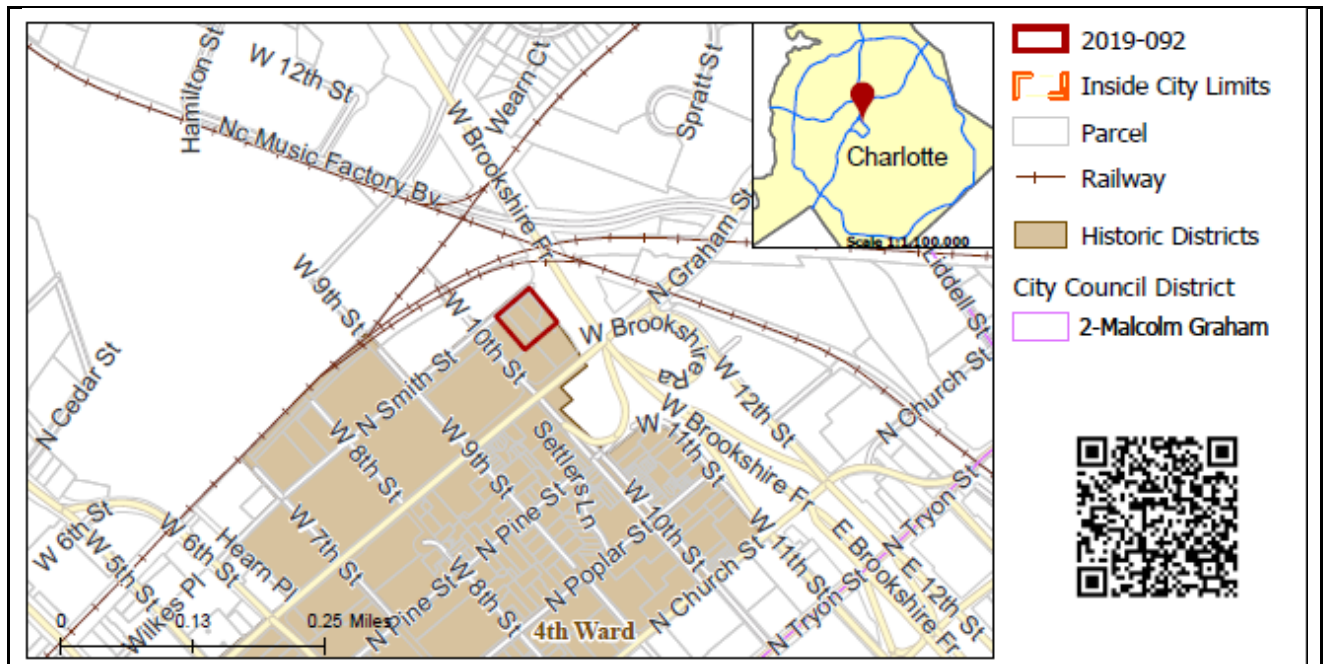 Hamilton St
W 12th St
Wearn Ct
Spratt St
W Brookshire Fr
Nc Music Factory Bv
Charlotte
Scale 1:1,100,000
N Graham St
Liddell St
W 9th St
W 10th St
W Brookshire Ra
N Cedar St
N Smith St
W 12th St
N Church St
W 8th St
W 9th St
Settlers Ln
W 11th St
W Brookshire Fr
N Tryon St
W 6th St
W 5th St
W 6th St
Hearn Pl
W 7th St
N Pine St
W 10th St
W 11th St
E Brookshire Fr
E 12th St
Wilkes Pl
N Pine St
W 8th St
N Poplar St
N Church St
N Tryon St
0 0.13 0.25 Miles
4th Ward
2019-092
Inside City Limits
Parcel
Railway
Historic Districts
City Council District
2-Malcolm Graham